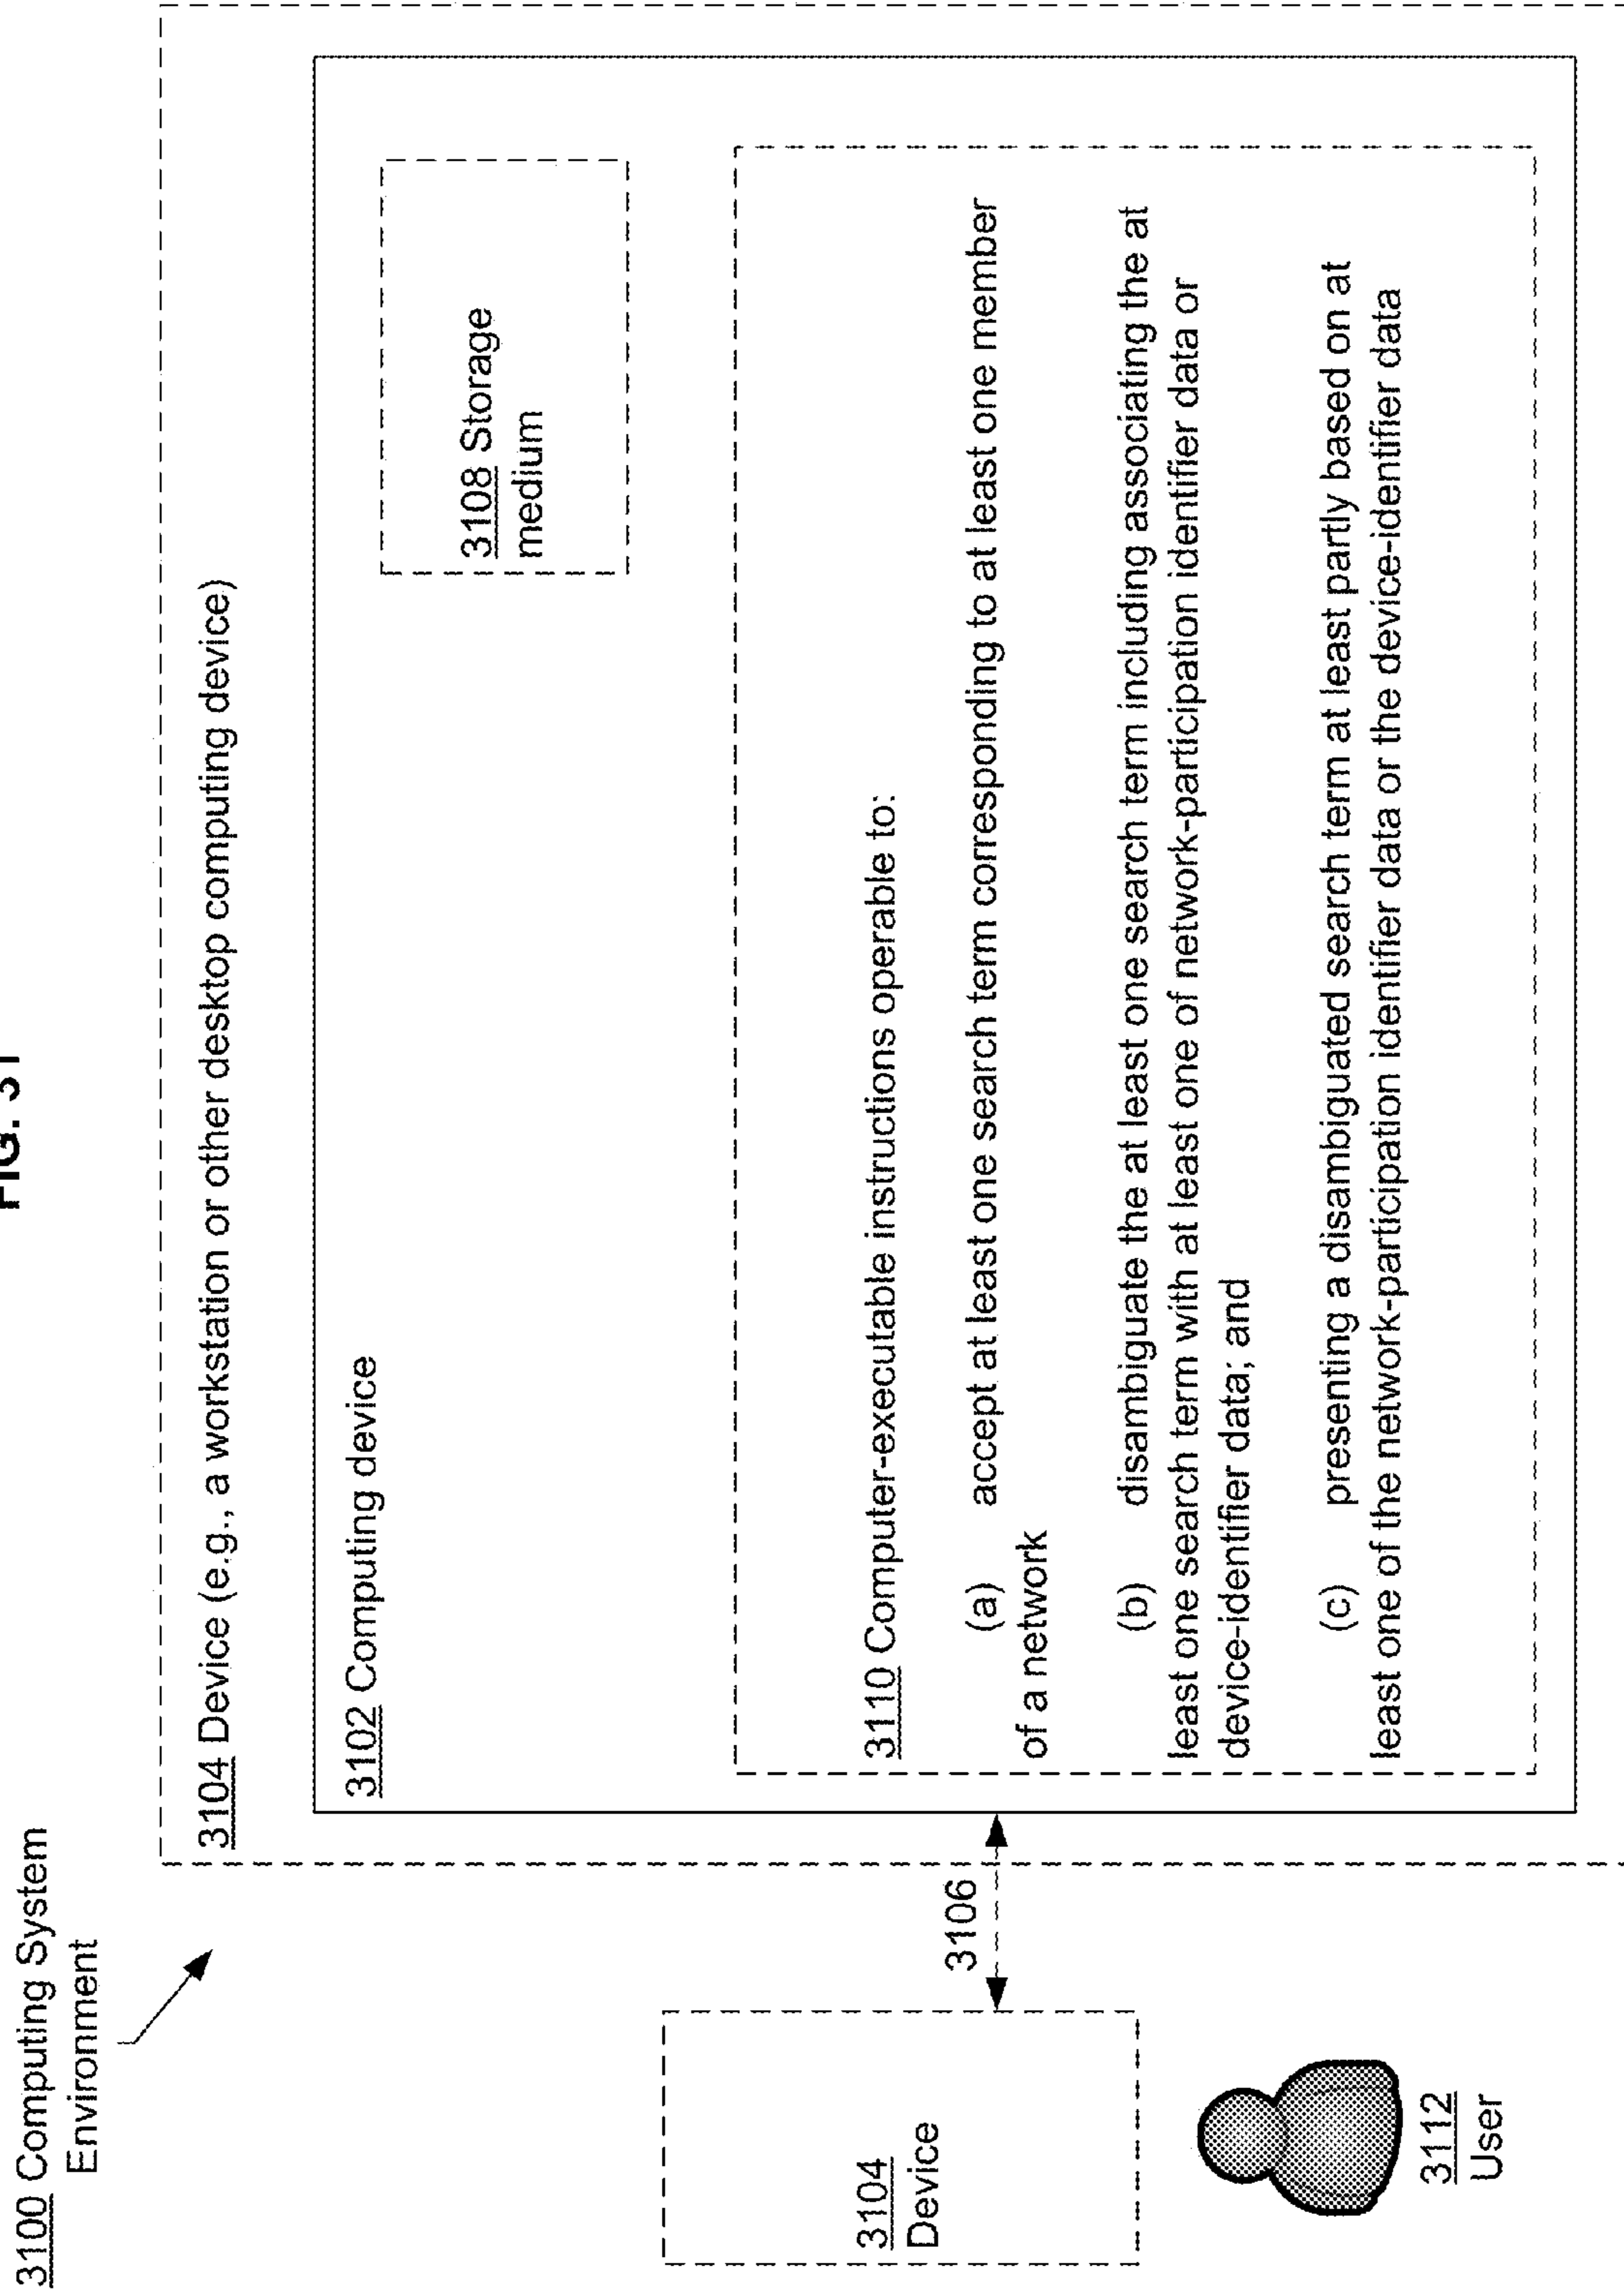 FIG. 31
3100 Computing System
Environment
3104 Device (e.g., a workstation or other desktop computing device)
3102 Computing device
3108 Storage
medium
3110 Computer-executable instructions operable to:
(a) accept at least one search term corresponding to at least one member
of a network
(b) disambiguate the at least one search term including associating the at
least one search term with at least one of network-participation identifier data or
device-identifier data; and
(c) presenting a disambiguated search term at least partly based on at
least one of the network-participation identifier data or the device-identifier data
3106
3104
Device
3112
User